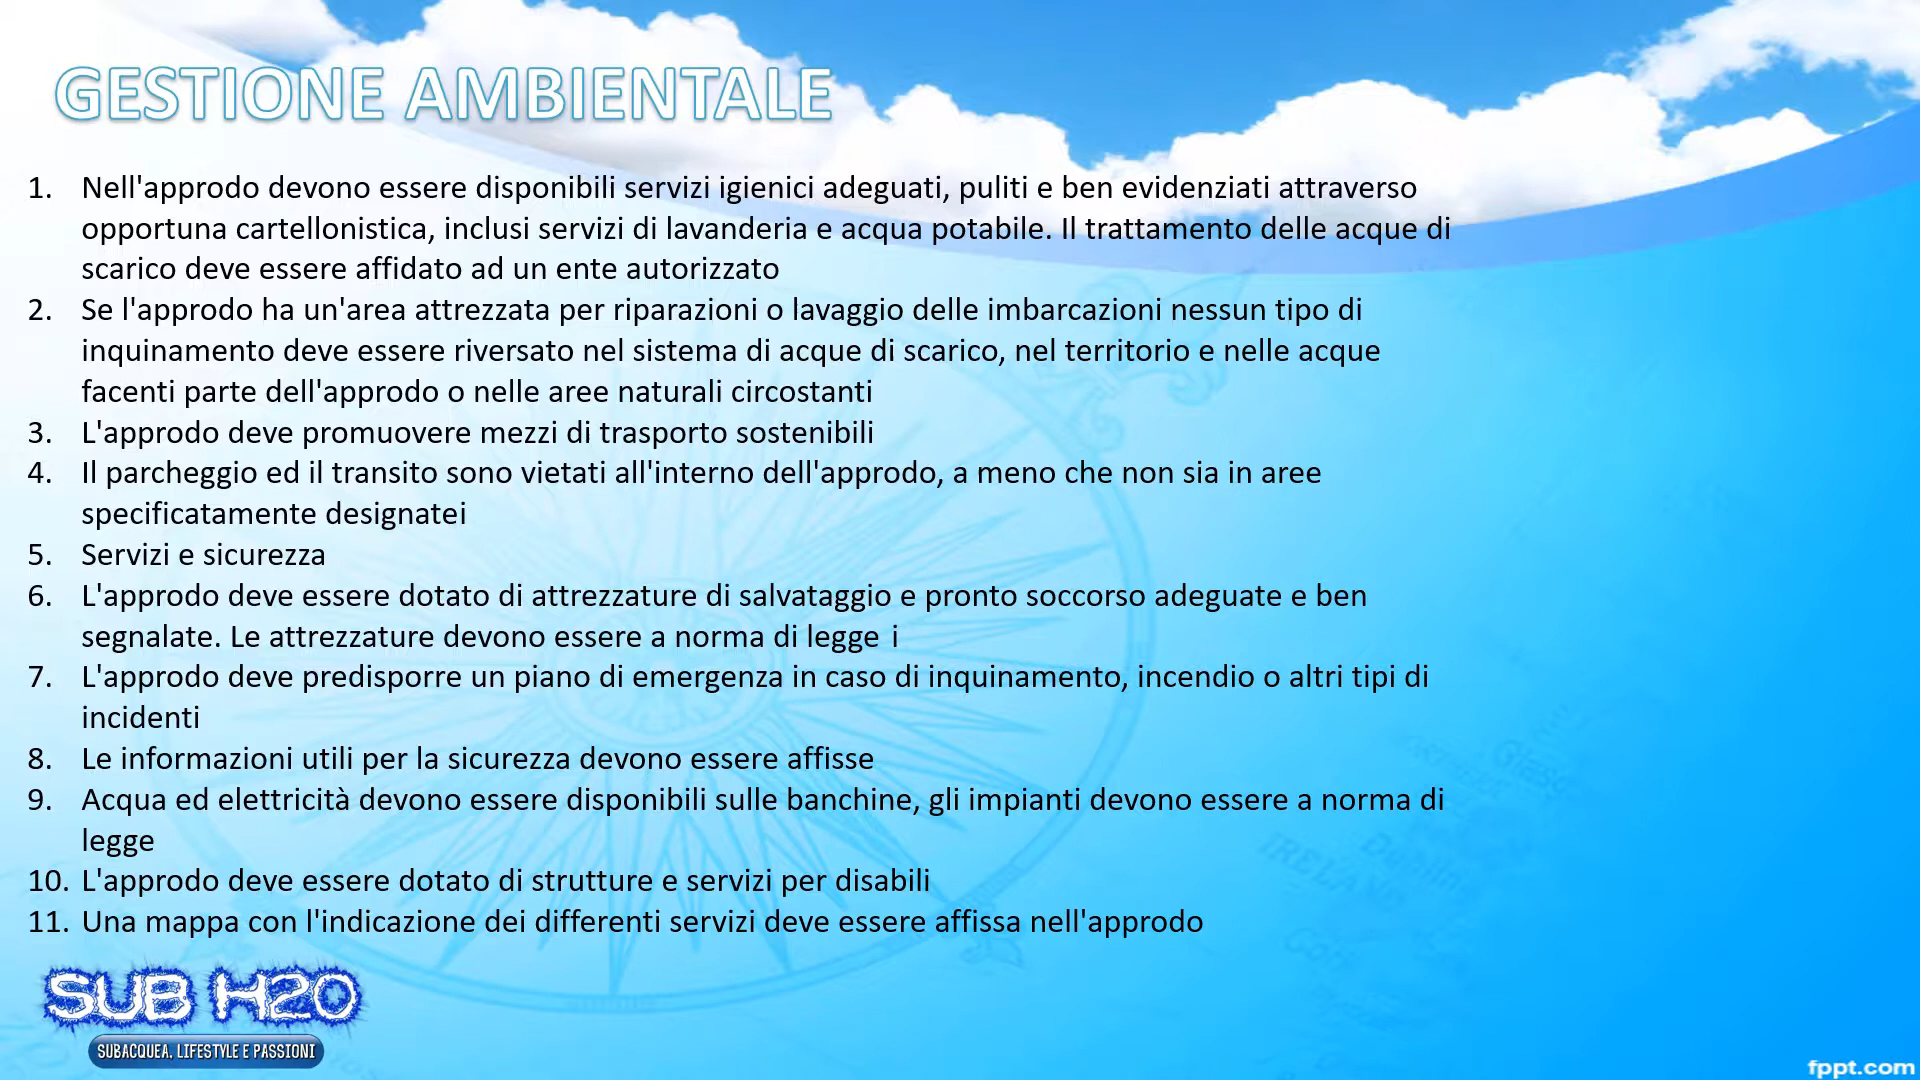 GESTIONE AMBIENTALE
1. Nell'approdo devono essere disponibili servizi igienici adeguati, puliti e ben evidenziati attraverso
opportuna cartellonistica, inclusi servizi di lavanderia e acqua potabile. Il trattamento delle acque di
scarico deve essere affidato ad un ente autorizzato
2. Se l'approdo ha un'area attrezzata per riparazioni o lavaggio delle imbarcazioni nessun tipo di
inquinamento deve essere riversato nel sistema di acque di scarico, nel territorio e nelle acque
facenti parte dell'approdo o nelle aree naturali circostanti
3. L'approdo deve promuovere mezzi di trasporto sostenibili
4. Il parcheggio ed il transito sono vietati all'interno dell'approdo, a meno che non sia in aree
specificatamente designatei
5. Servizi e sicurezza
6. L'approdo deve essere dotato di attrezzature di salvataggio e pronto soccorso adeguate e ben
segnalate. Le attrezzature devono essere a norma di legge i
7. L'approdo deve predisporre un piano di emergenza in caso di inquinamento, incendio o altri tipi di
incidenti
8. Le informazioni utili per la sicurezza devono essere affisse
9. Acqua ed elettricità devono essere disponibili sulle banchine, gli impianti devono essere a norma di
legge
10. L'approdo deve essere dotato di strutture e servizi per disabili
11. Una mappa con l'indicazione dei differenti servizi deve essere affissa nell'approdo
IRELAND
Dublin
SUB H2O
SUBACQUEA, LIFESTYLE E PASSIONI
fppt.com